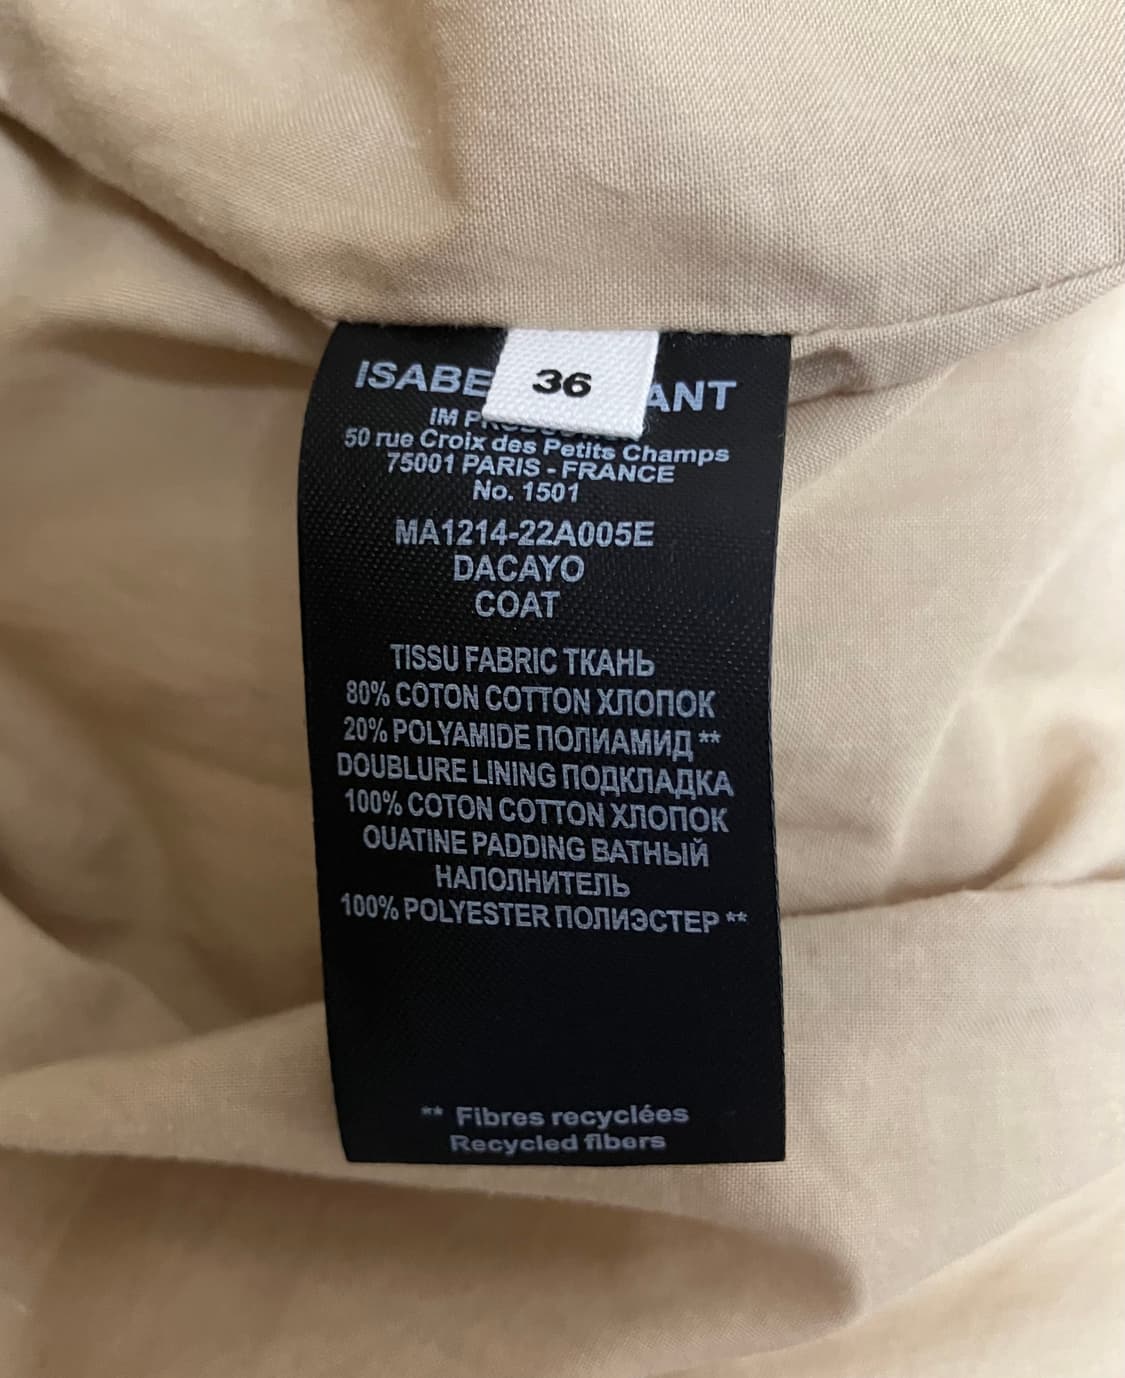 36
50 rue Croix des Petits Champs
75001 PARIS - FRANCE
No. 1501
MA1214-22A005E
DACAYO
COAT
TISSU FABRIC ТКАНЬ
80% COTON COTTON ХЛОПОК
20% POLYAMIDE ПОЛИАМИД **
DOUBLURE LINING ПОДКЛАДКА
100% COTON COTTON ХЛОПОК
OUATINE PADDING ВАТНЫЙ
НАПОЛНИТЕЛЬ
100% POLYESTER ПОЛИЭСТЕР **
** Fibres recyclées
Recycled fibers